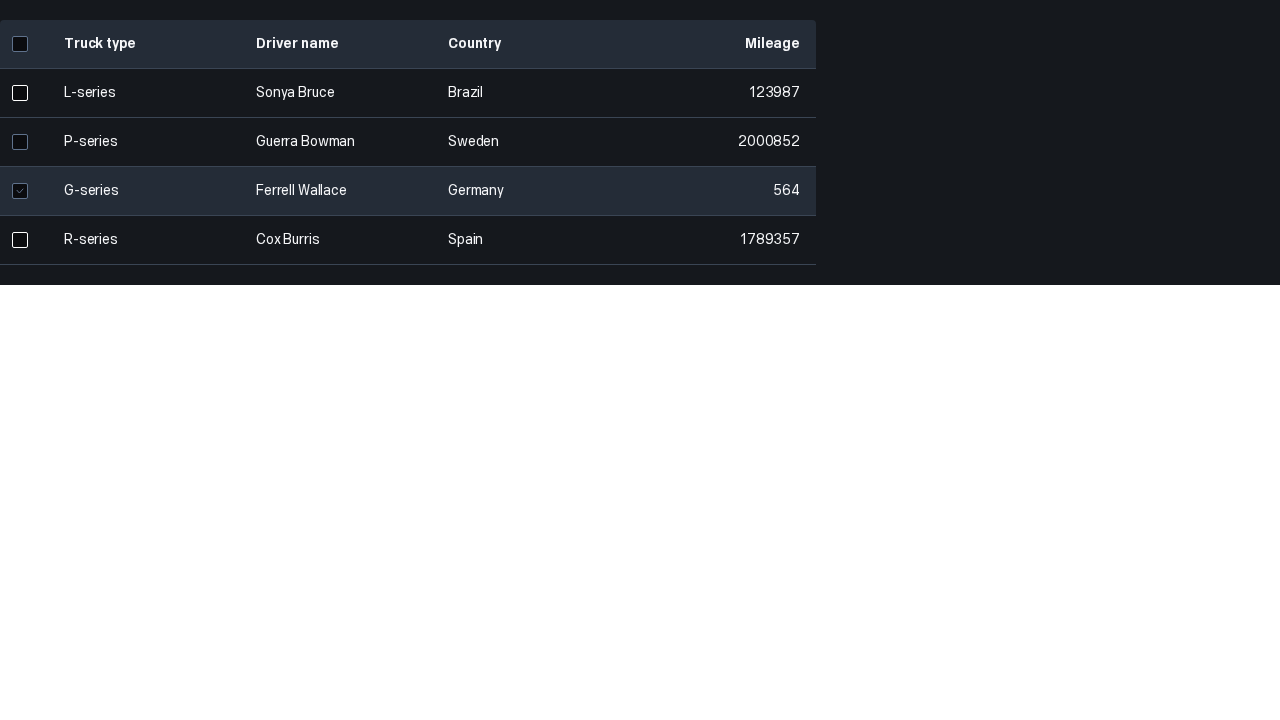 Truck type Driver name Country Mileage
L-series Sonya Bruce Brazil 123987
P-series Guerra Bowman Sweden 2000852
G-series Ferrell Wallace Germany 564
R-series Cox Burris Spain 1789357